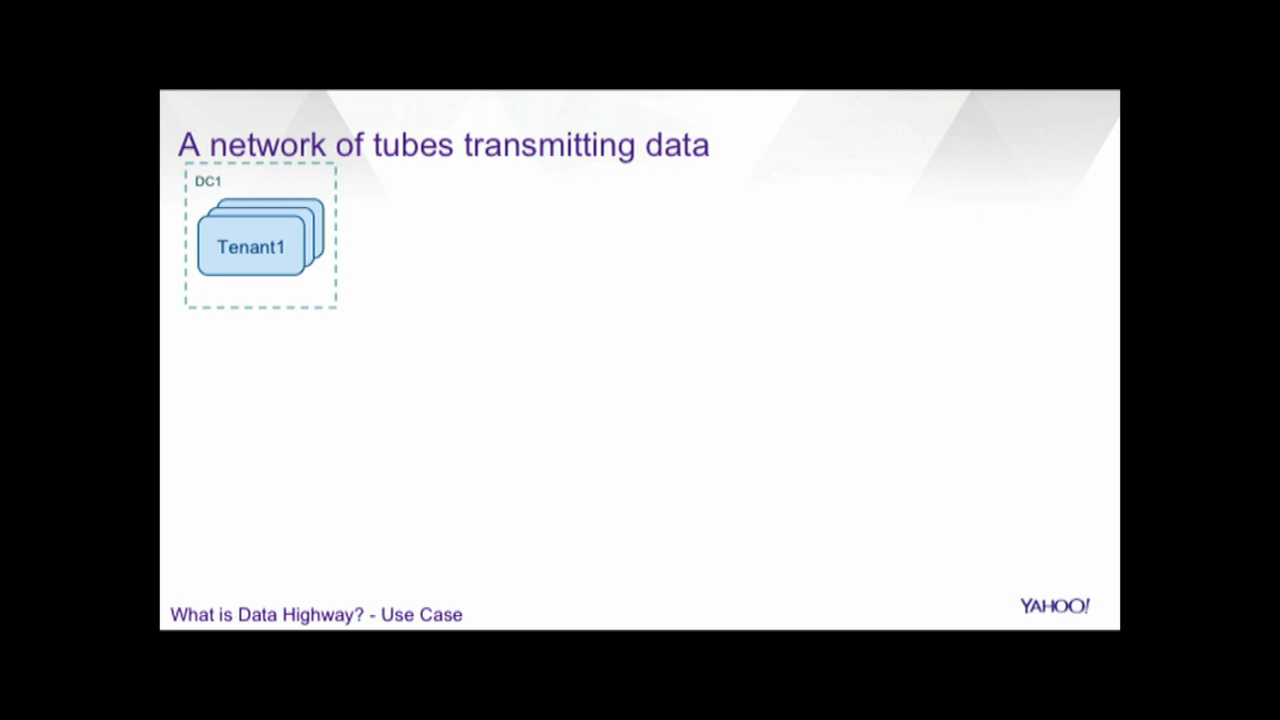 A network of tubes transmitting data
DC1
Tenant1
What is Data Highway? - Use Case
YAHOO!